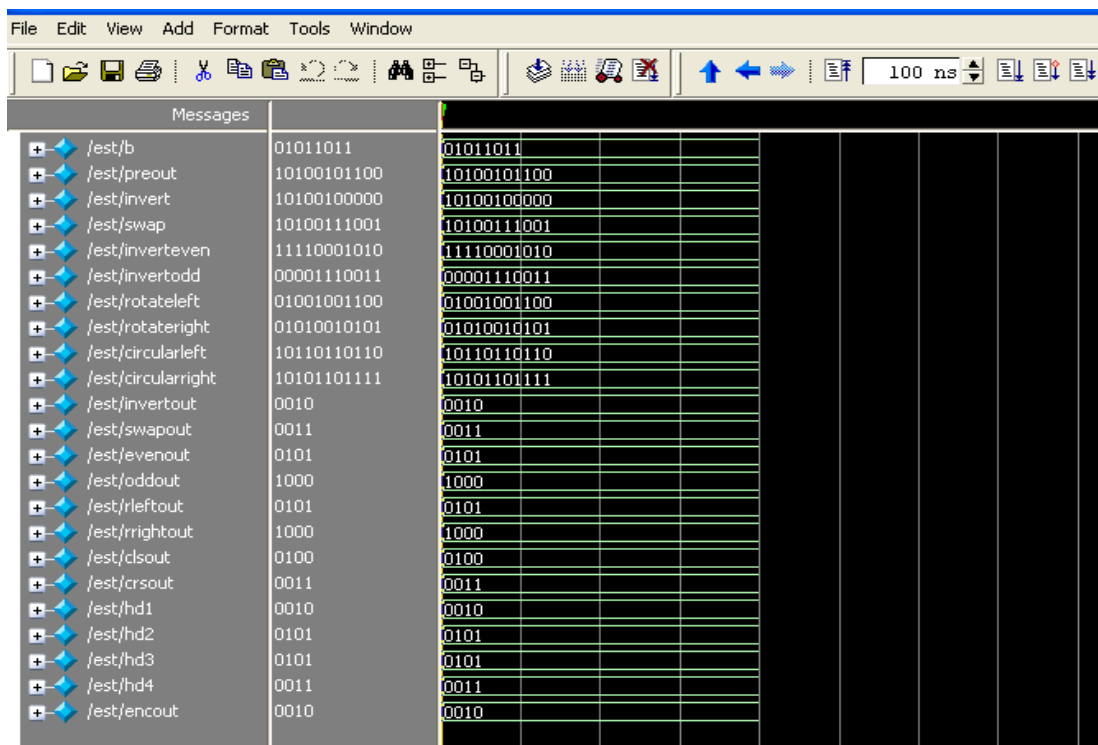 File Edit View Add Format Tools Window
100 ns
Messages
/est/b 01011011 01011011
/est/preout 10100101100 10100101100
/est/invert 10100100000 10100100000
/est/swap 10100111001 10100111001
/est/inverteven 11110001010 11110001010
/est/invertodd 00001110011 00001110011
/est/rotateleft 01001001100 01001001100
/est/rotateright 01010010101 01010010101
/est/circularleft 10110110110 10110110110
/est/circularright 10101101111 10101101111
/est/invertout 0010 0010
/est/swapout 0011 0011
/est/evenout 0101 0101
/est/oddout 1000 1000
/est/rleftout 0101 0101
/est/rrightout 1000 1000
/est/clsout 0100 0100
/est/crsout 0011 0011
/est/hd1 0010 0010
/est/hd2 0101 0101
/est/hd3 0101 0101
/est/hd4 0011 0011
/est/encout 0010 0010